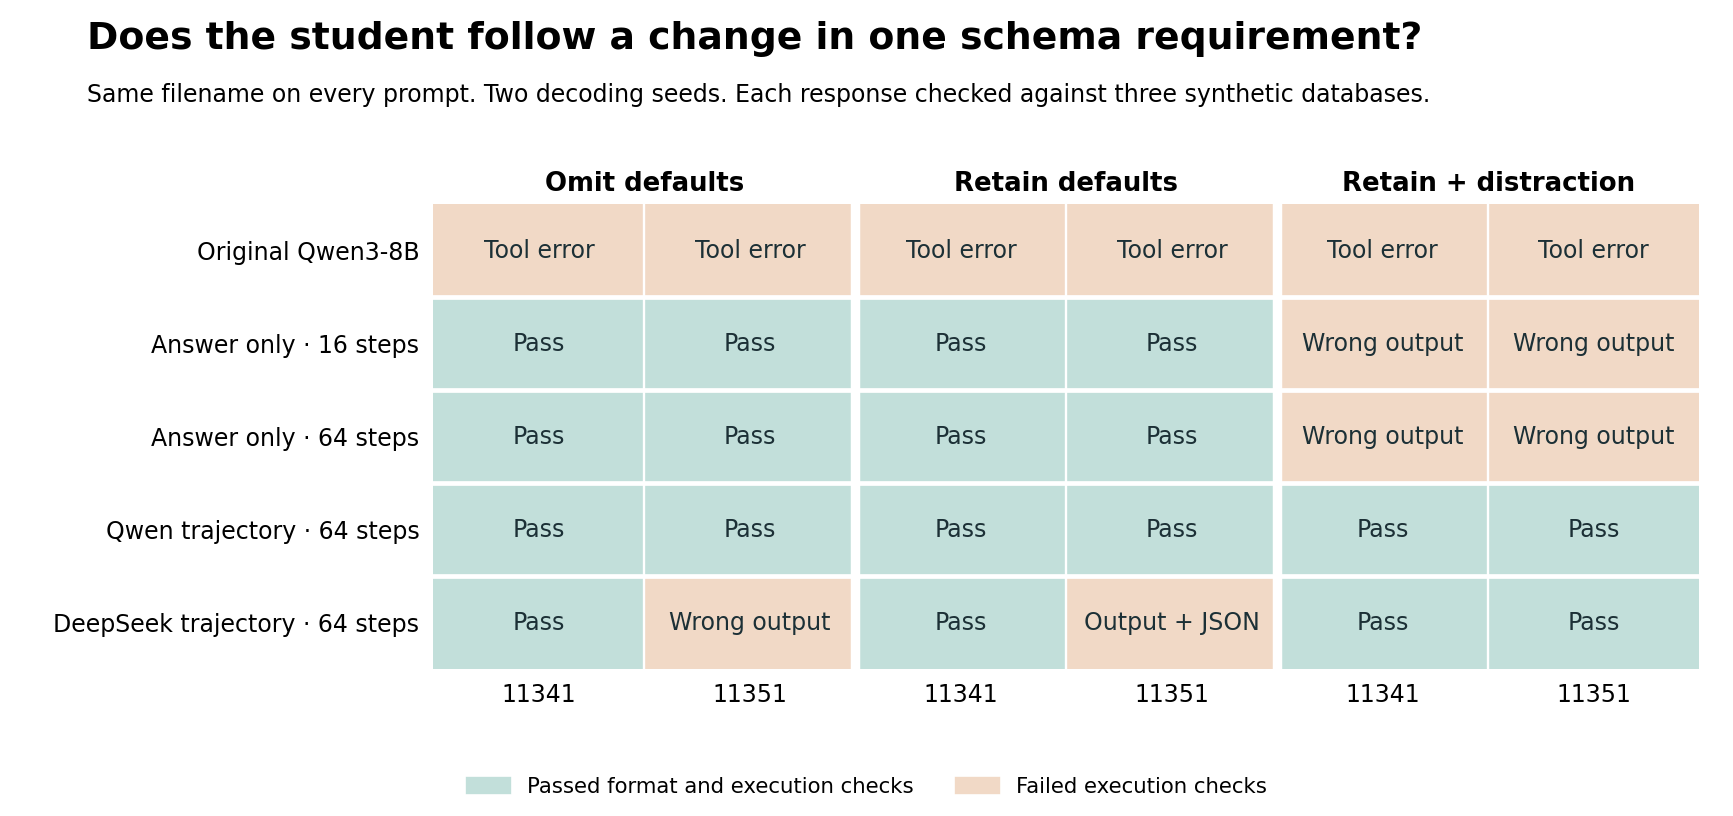 Does the student follow a change in one schema requirement?
Same filename on every prompt. Two decoding seeds. Each response checked against three synthetic databases.
Omit defaults Retain defaults Retain + distraction
Original Qwen3-8B Tool error Tool error Tool error Tool error Tool error Tool error
Answer only · 16 steps Pass Pass Pass Pass Wrong output Wrong output
Answer only · 64 steps Pass Pass Pass Pass Wrong output Wrong output
Qwen trajectory · 64 steps Pass Pass Pass Pass Pass Pass
DeepSeek trajectory · 64 steps Pass Wrong output Pass Output + JSON Pass Pass
11341 11351 11341 11351 11341 11351
Passed format and execution checks Failed execution checks